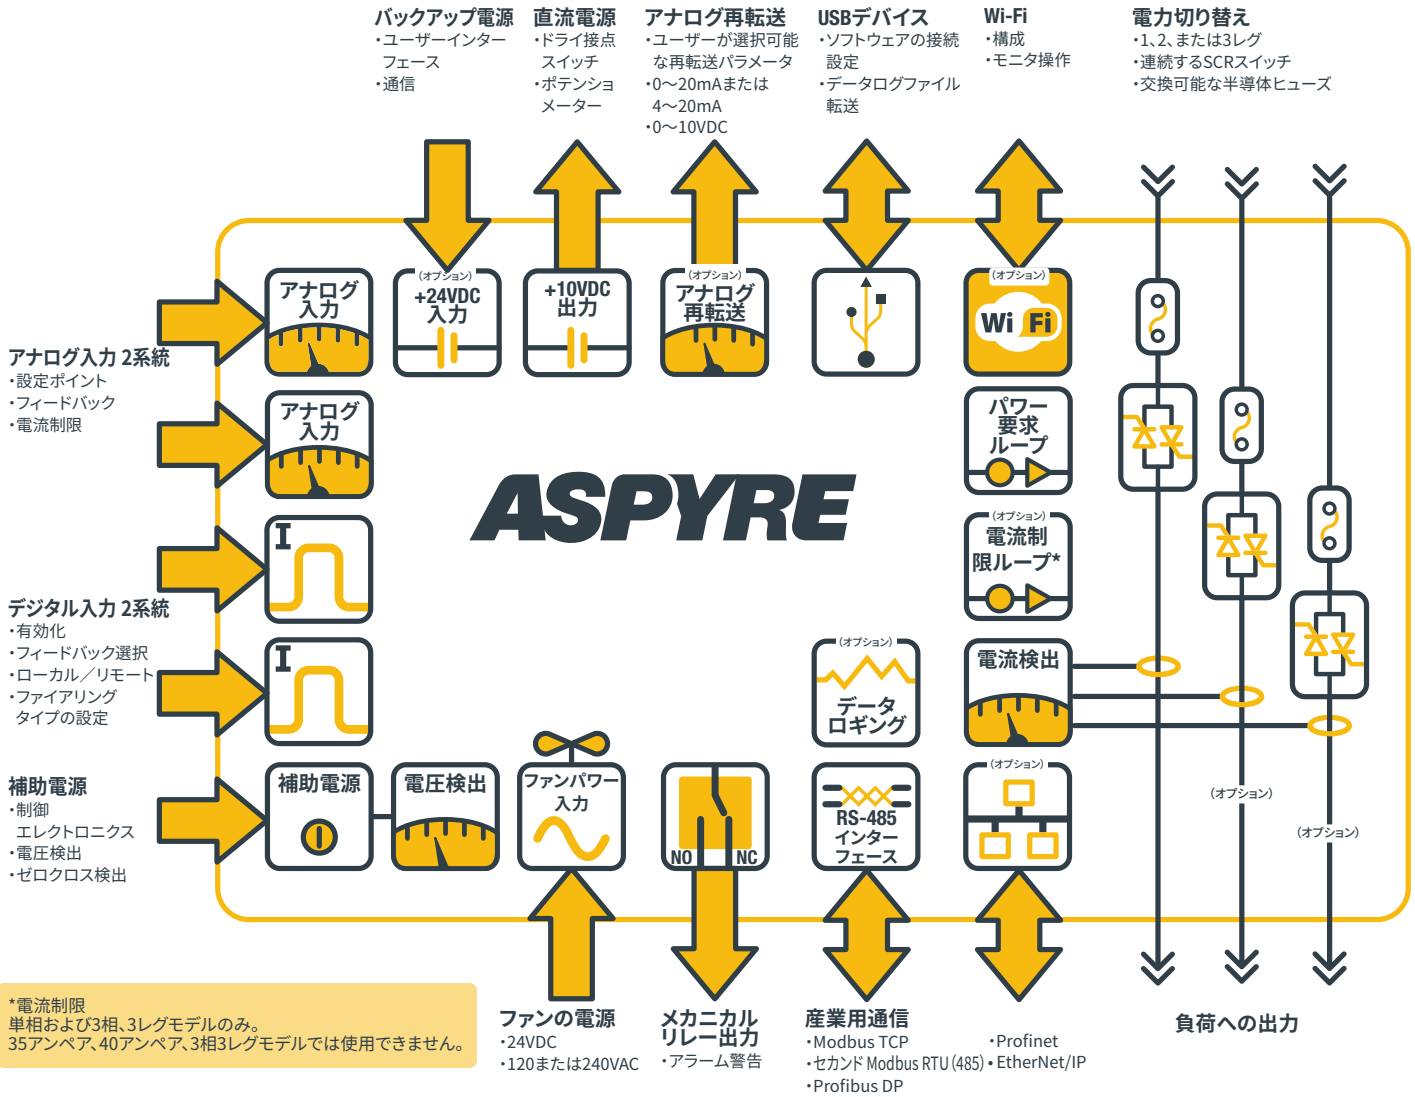 バックアップ電源
・ユーザーインター
フェース
・通信
直流電源
・ドライ接点
スイッチ
・ポテンショ
メーター
アナログ再転送
・ユーザーが選択可能
な再転送パラメータ
・0～20mAまたは
4～20mA
・0～10VDC
USBデバイス
・ソフトウェアの接続
設定
・データログファイル
転送
Wi-Fi
・構成
・モニタ操作
電力切り替え
・1、2、または3レグ
・連続するSCRスイッチ
・交換可能な半導体ヒューズ
アナログ入力 2系統
・設定ポイント
・フィードバック
・電流制限
デジタル入力 2系統
・有効化
・フィードバック選択
・ローカル／リモート
・ファイアリング
タイプの設定
補助電源
・制御
エレクトロニクス
・電圧検出
・ゼロクロス検出
アナログ
入力
(オプション)
+24VDC
入力
+10VDC
出力
(オプション)
アナログ
再転送
(オプション)
Wi Fi
アナログ
入力
パワー
要求
ループ
ASPYRE
I
(オプション)
電流制
限ループ*
I
(オプション)
データ
ロギング
電流検出
補助電源
電圧検出
ファンパワー
入力
NO
NC
RS-485
インター
フェース
(オプション)
(オプション)
(オプション)
*電流制限
単相および3相、3レグモデルのみ。
35アンペア、40アンペア、3相3レグモデルでは使用できません。
ファンの電源
・24VDC
・120または240VAC
メカニカル
リレー出力
・アラーム警告
産業用通信
・Modbus TCP
・セカンド Modbus RTU (485)
・Profibus DP
・Profinet
・EtherNet/IP
負荷への出力